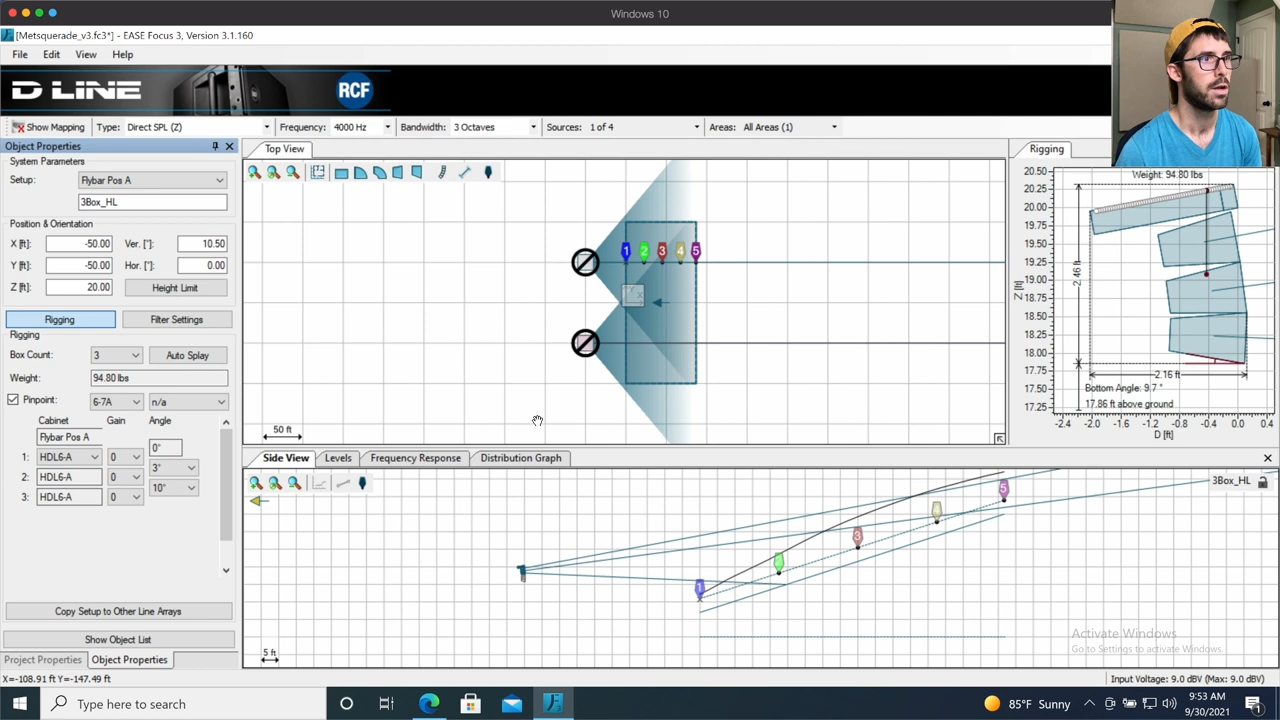 Windows 10
[Metsquerade_v3.fc3*] - EASE Focus 3, Version 3.1.160
File Edit View Help
D LINE
RCF
Show Mapping Type: Direct SPL (Z) Frequency: 4000 Hz Bandwidth: 3 Octaves Sources: 1 of 4 Areas: All Areas (1)
Object Properties
System Parameters
Setup: Flybar Pos A
3Box_HL
Position & Orientation
X [ft]: -50.00 Ver. [°]: 10.50
Y [ft]: -50.00 Hor. [°]: 0.00
Z [ft]: 20.00 Height Limit
Rigging Filter Settings
Rigging
Box Count: 3 Auto Splay
Weight: 94.80 lbs
Pinpoint: 6-7A n/a
Cabinet Gain Angle
Flybar Pos A
0°
1: HDL6-A 0
3°
2: HDL6-A 0
10°
3: HDL6-A 0
Copy Setup to Other Line Arrays
Show Object List
Project Properties Object Properties
X=-108.91 ft Y=-147.49 ft
Top View
1 2 3 4 5
50 ft
Rigging
Weight: 94.80 lbs
20.50
20.25
20.00
19.75
19.50
19.25
19.00
18.75
18.50
18.25
18.00
17.75
17.50
17.25
Z [ft]
2.46 ft
2.16 ft
Bottom Angle: 9.7 °
17.86 ft above ground
-2.4 -2.0 -1.6 -1.2 -0.8 -0.4 0.0 0.4
D [ft]
Side View Levels Frequency Response Distribution Graph
3Box_HL
1 2 3 4 5
5 ft
Activate Windows
Go to Settings to activate Windows.
Input Voltage: 9.0 dBV (Max: 9.0 dBV)
Type here to search
85°F Sunny
9:53 AM
9/30/2021
1